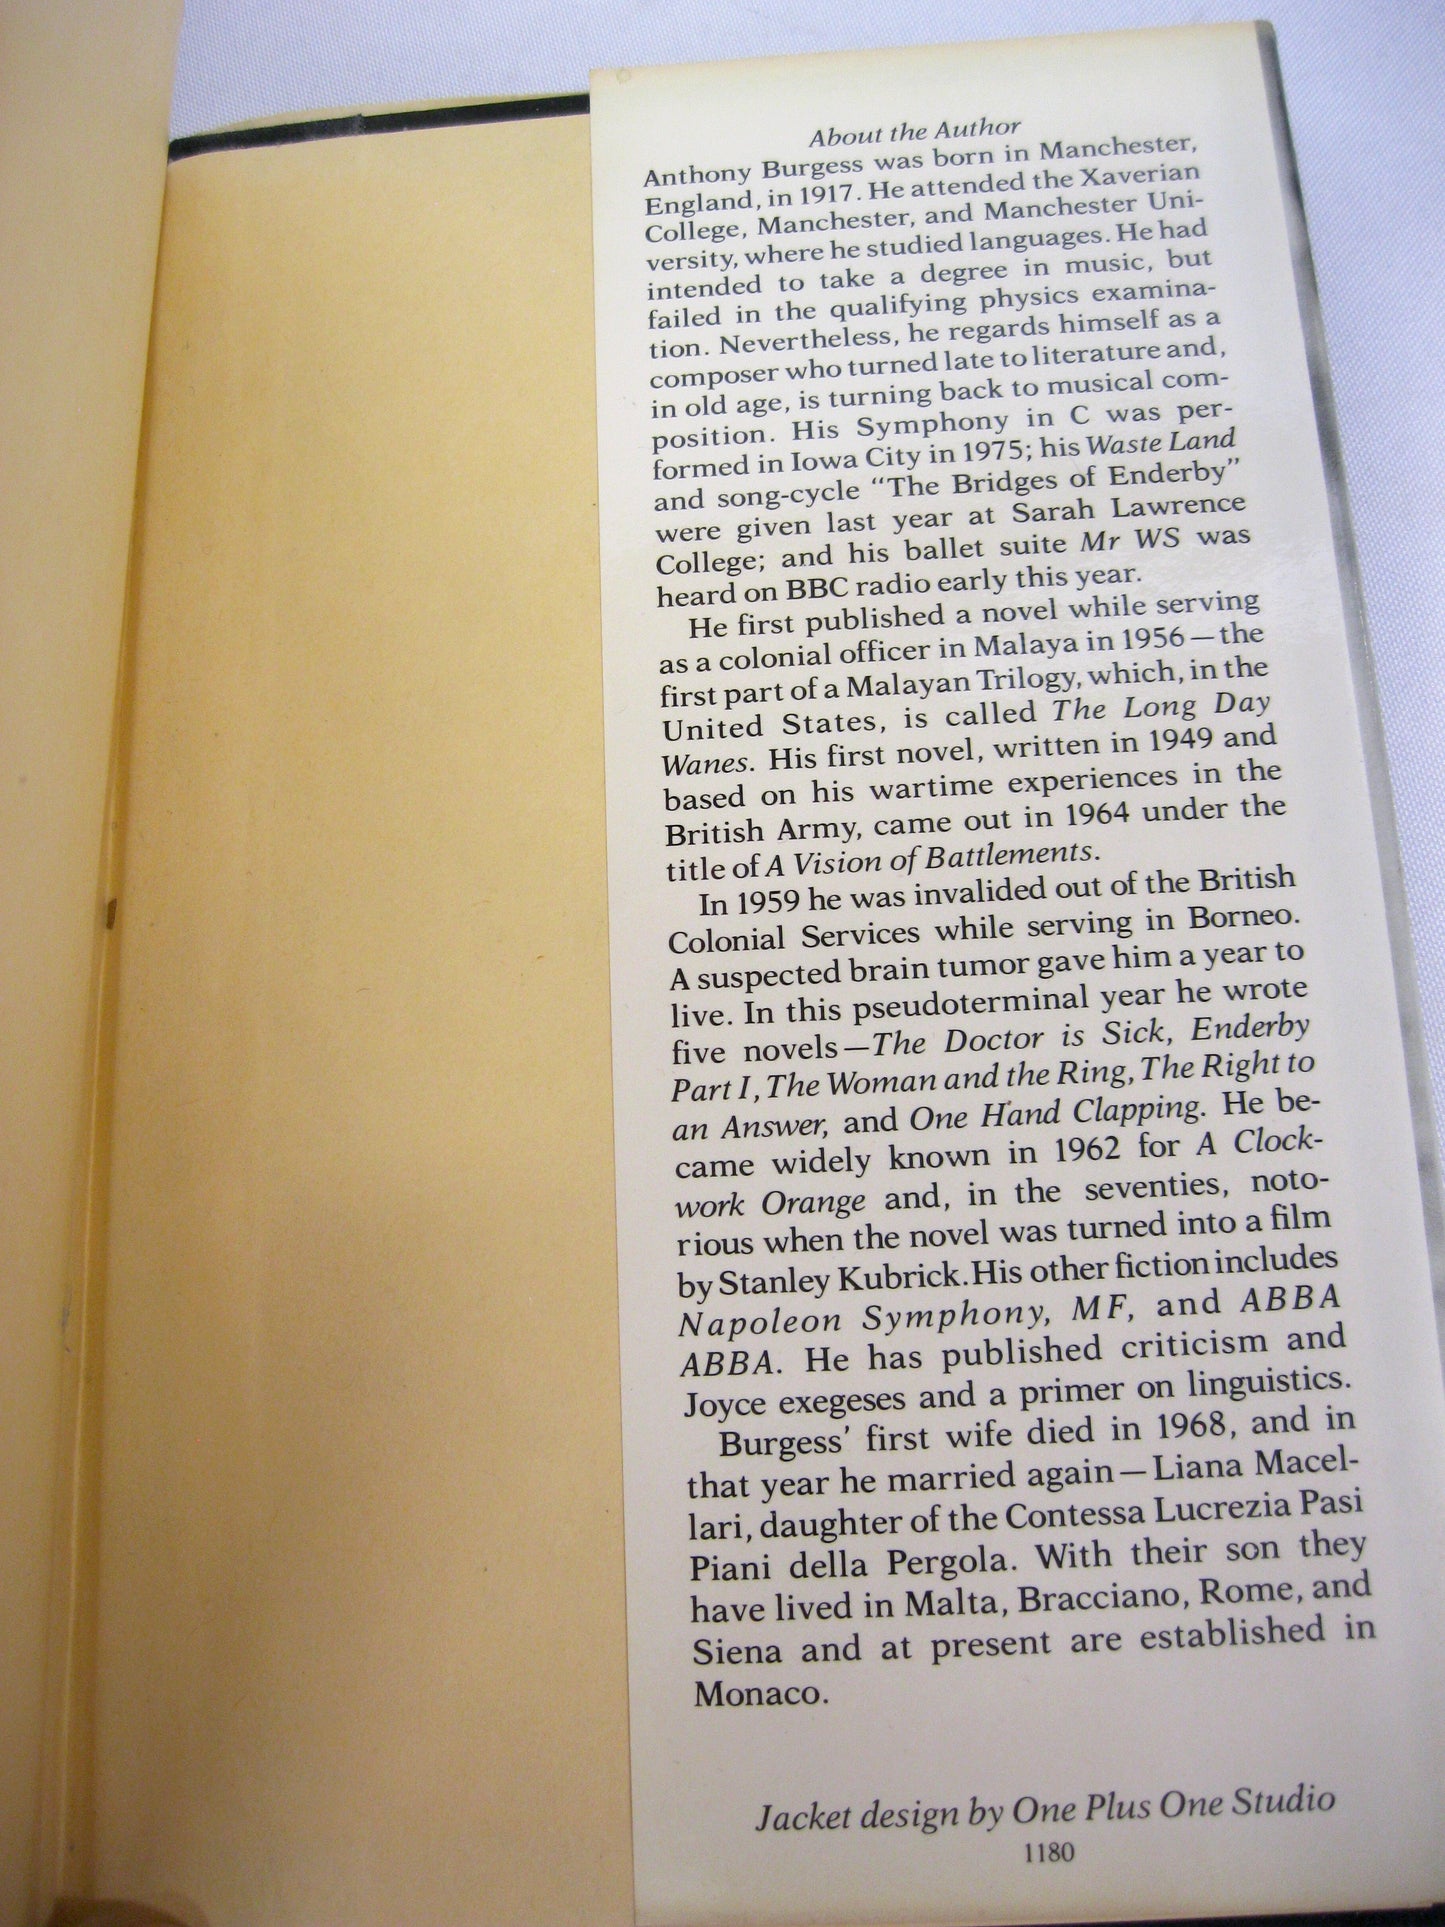 About the Author
Anthony Burgess was born in Manchester,
England, in 1917. He attended the Xaverian
College, Manchester, and Manchester Uni-
versity, where he studied languages. He had
intended to take a degree in music, but
failed in the qualifying physics examina-
tion. Nevertheless, he regards himself as a
composer who turned late to literature and,
in old age, is turning back to musical com-
position. His Symphony in C was per-
formed in Iowa City in 1975; his Waste Land
and song-cycle “The Bridges of Enderby”
were given last year at Sarah Lawrence
College; and his ballet suite Mr WS was
heard on BBC radio early this year.
He first published a novel while serving
as a colonial officer in Malaya in 1956—the
first part of a Malayan Trilogy, which, in the
United States, is called The Long Day
Wanes. His first novel, written in 1949 and
based on his wartime experiences in the
British Army, came out in 1964 under the
title of A Vision of Battlements.
In 1959 he was invalided out of the British
Colonial Services while serving in Borneo.
A suspected brain tumor gave him a year to
live. In this pseudoterminal year he wrote
five novels—The Doctor is Sick, Enderby
Part I, The Woman and the Ring, The Right to
an Answer, and One Hand Clapping. He be-
came widely known in 1962 for A Clock-
work Orange and, in the seventies, noto-
rious when the novel was turned into a film
by Stanley Kubrick. His other fiction includes
Napoleon Symphony, MF, and ABBA
ABBA. He has published criticism and
Joyce exegeses and a primer on linguistics.
Burgess’ first wife died in 1968, and in
that year he married again—Liana Macel-
lari, daughter of the Contessa Lucrezia Pasi
Piani della Pergola. With their son they
have lived in Malta, Bracciano, Rome, and
Siena and at present are established in
Monaco.
Jacket design by One Plus One Studio
1180